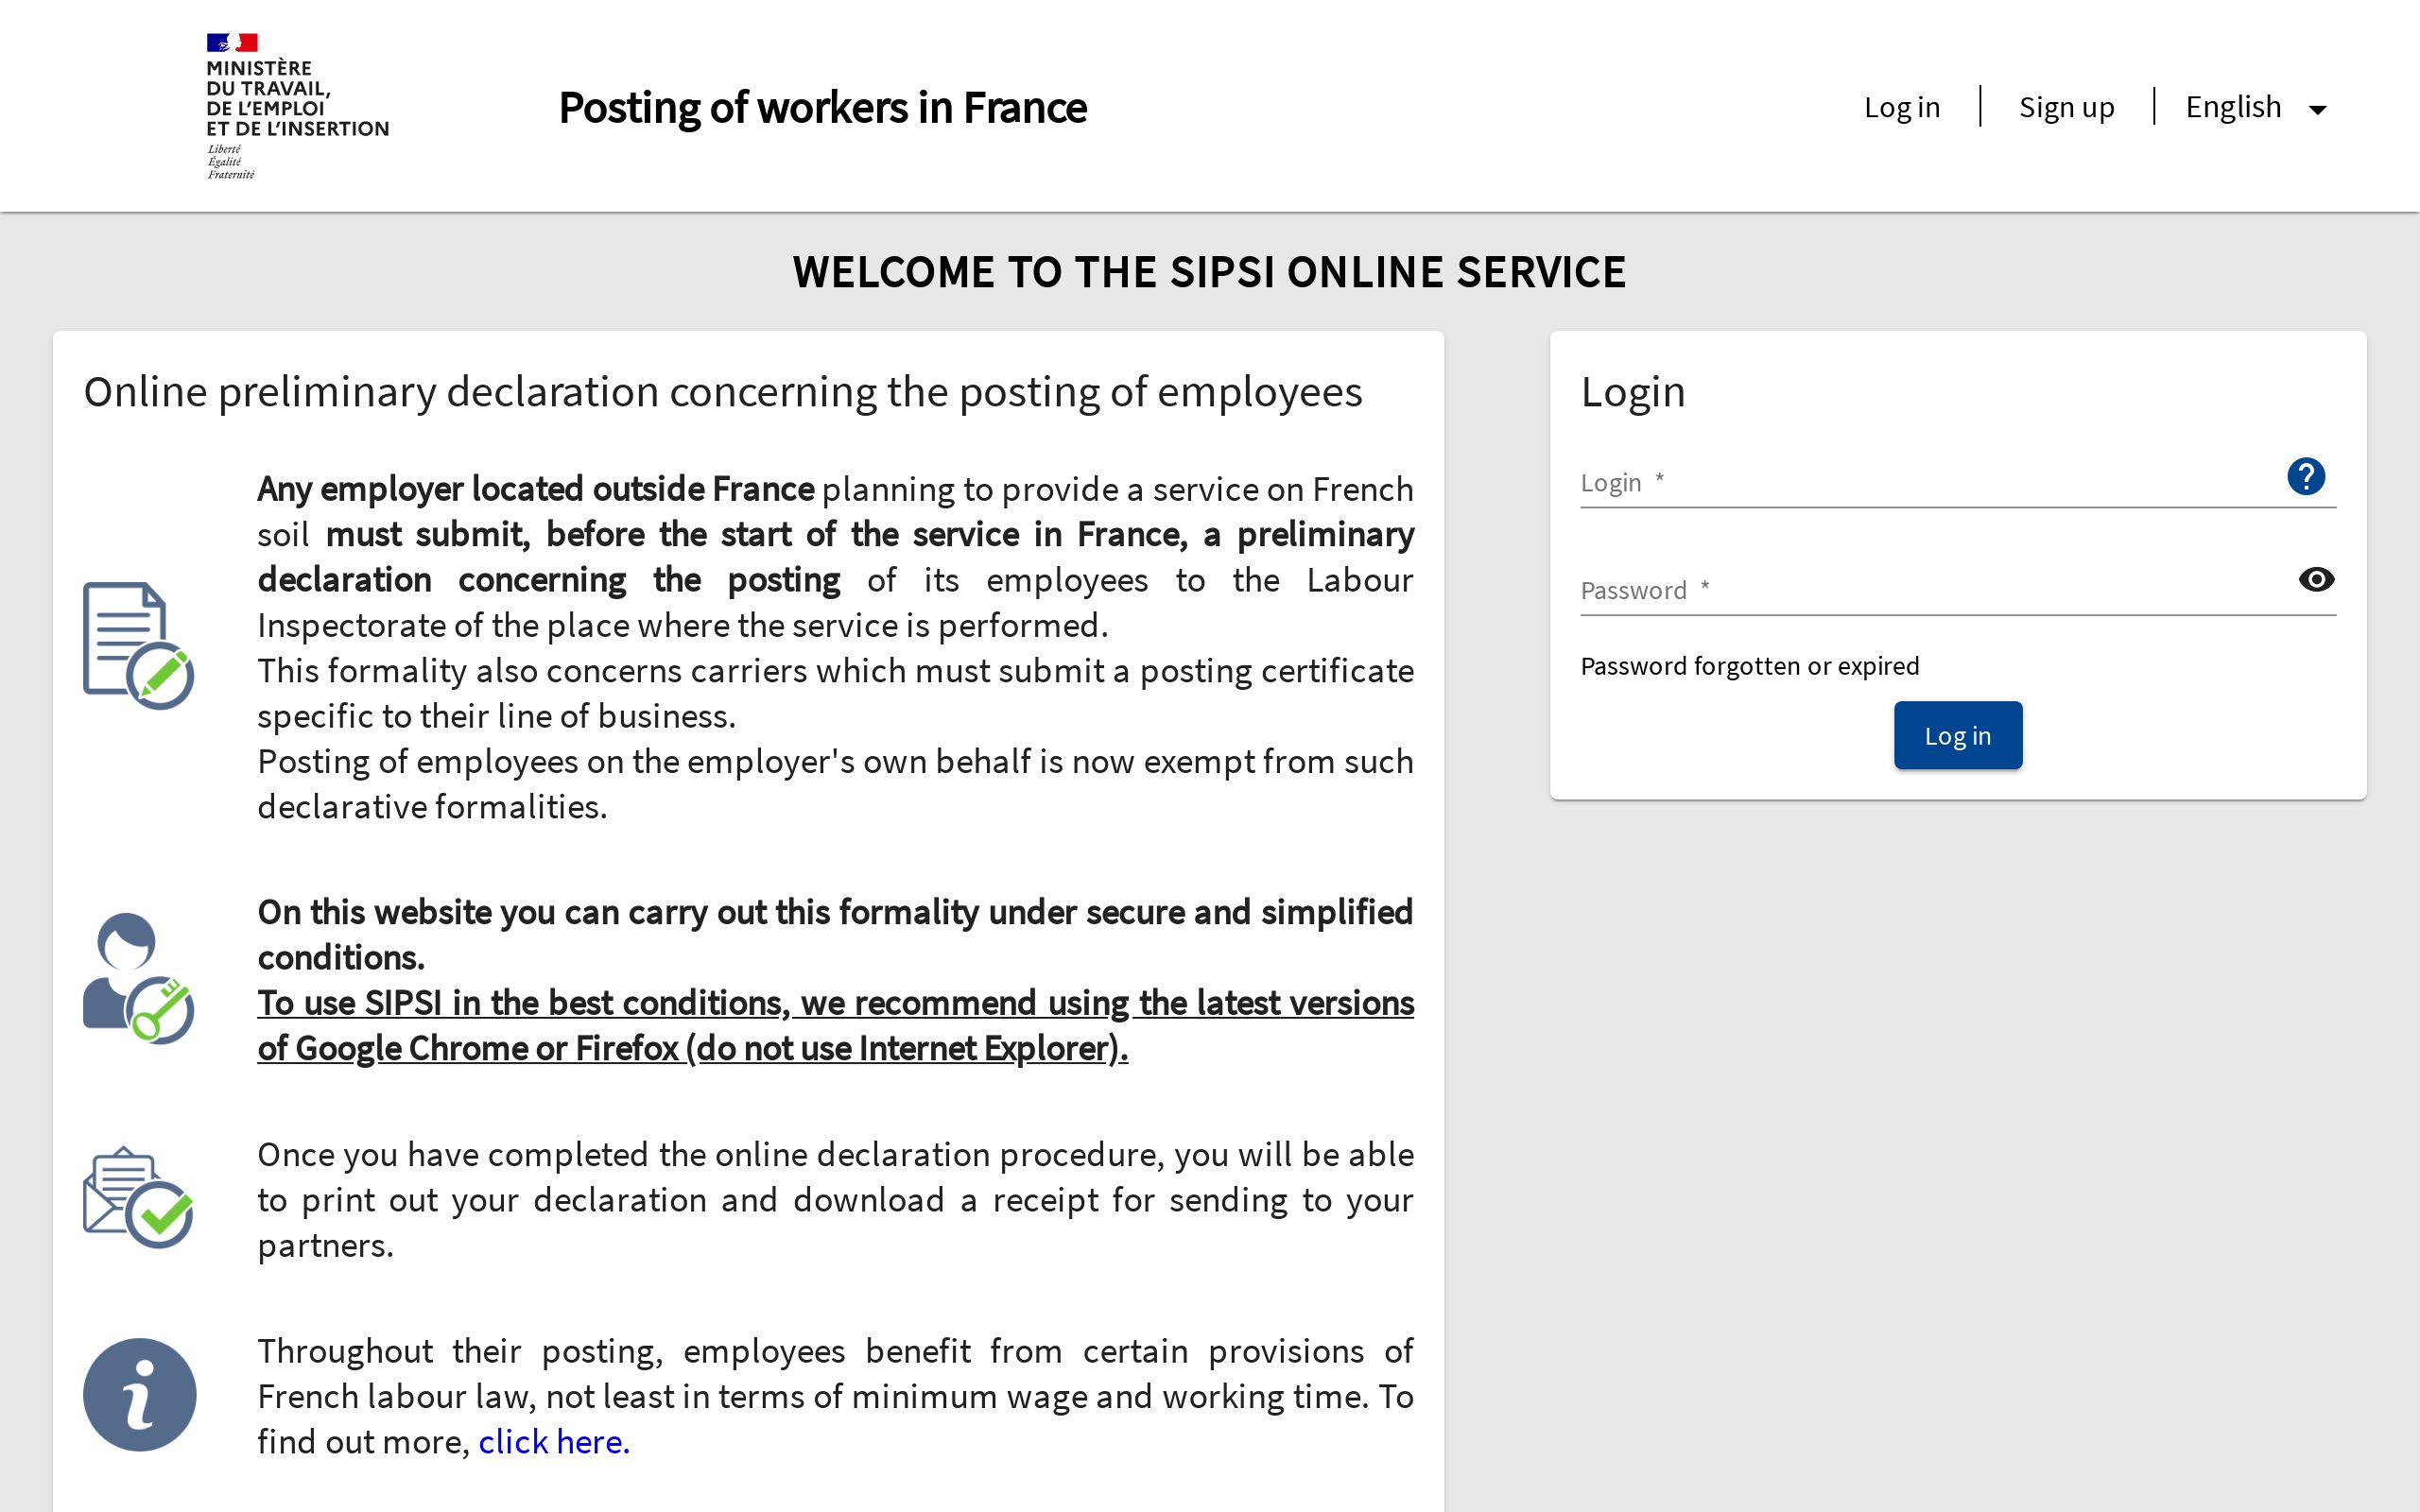 MINISTÈRE
DU TRAVAIL,
DE L'EMPLOI
ET DE L'INSERTION
Liberté
Égalité
Fraternité
Posting of workers in France
Log in
Sign up
English
WELCOME TO THE SIPSI ONLINE SERVICE
Online preliminary declaration concerning the posting of employees
Any employer located outside France planning to provide a service on French
soil must submit, before the start of the service in France, a preliminary
declaration concerning the posting of its employees to the Labour
Inspectorate of the place where the service is performed.
This formality also concerns carriers which must submit a posting certificate
specific to their line of business.
Posting of employees on the employer's own behalf is now exempt from such
declarative formalities.
On this website you can carry out this formality under secure and simplified
conditions.
To use SIPSI in the best conditions, we recommend using the latest versions
of Google Chrome or Firefox (do not use Internet Explorer).
Once you have completed the online declaration procedure, you will be able
to print out your declaration and download a receipt for sending to your
partners.
Throughout their posting, employees benefit from certain provisions of
French labour law, not least in terms of minimum wage and working time. To
find out more, click here.
Login
Login *
Password *
Password forgotten or expired
Log in